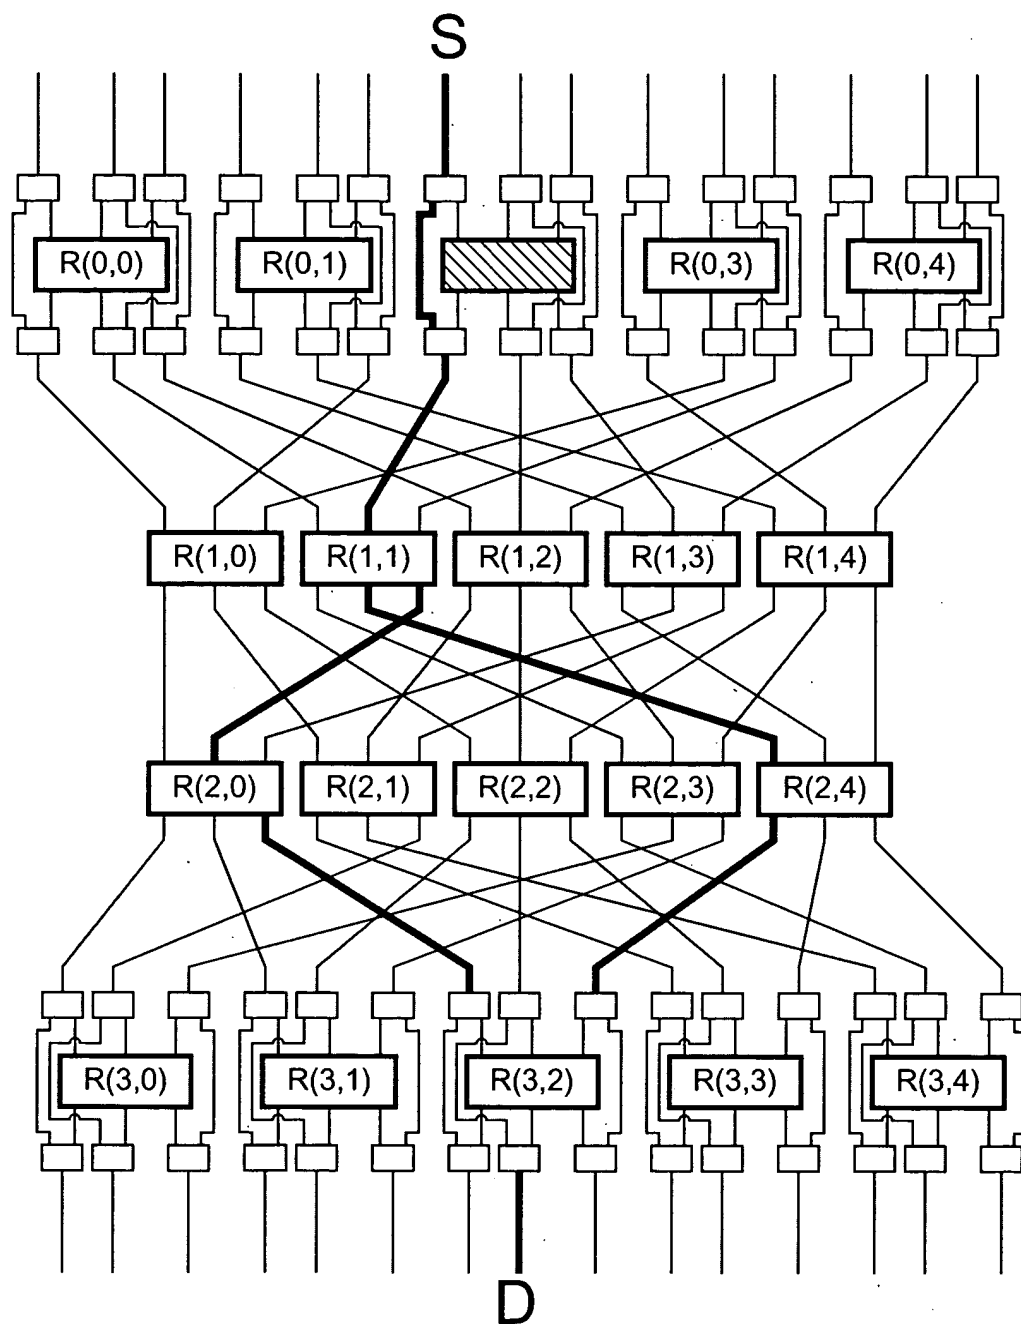 S
R(0,0) R(0,1) R(0,3) R(0,4)
R(1,0) R(1,1) R(1,2) R(1,3) R(1,4)
R(2,0) R(2,1) R(2,2) R(2,3) R(2,4)
R(3,0) R(3,1) R(3,2) R(3,3) R(3,4)
D